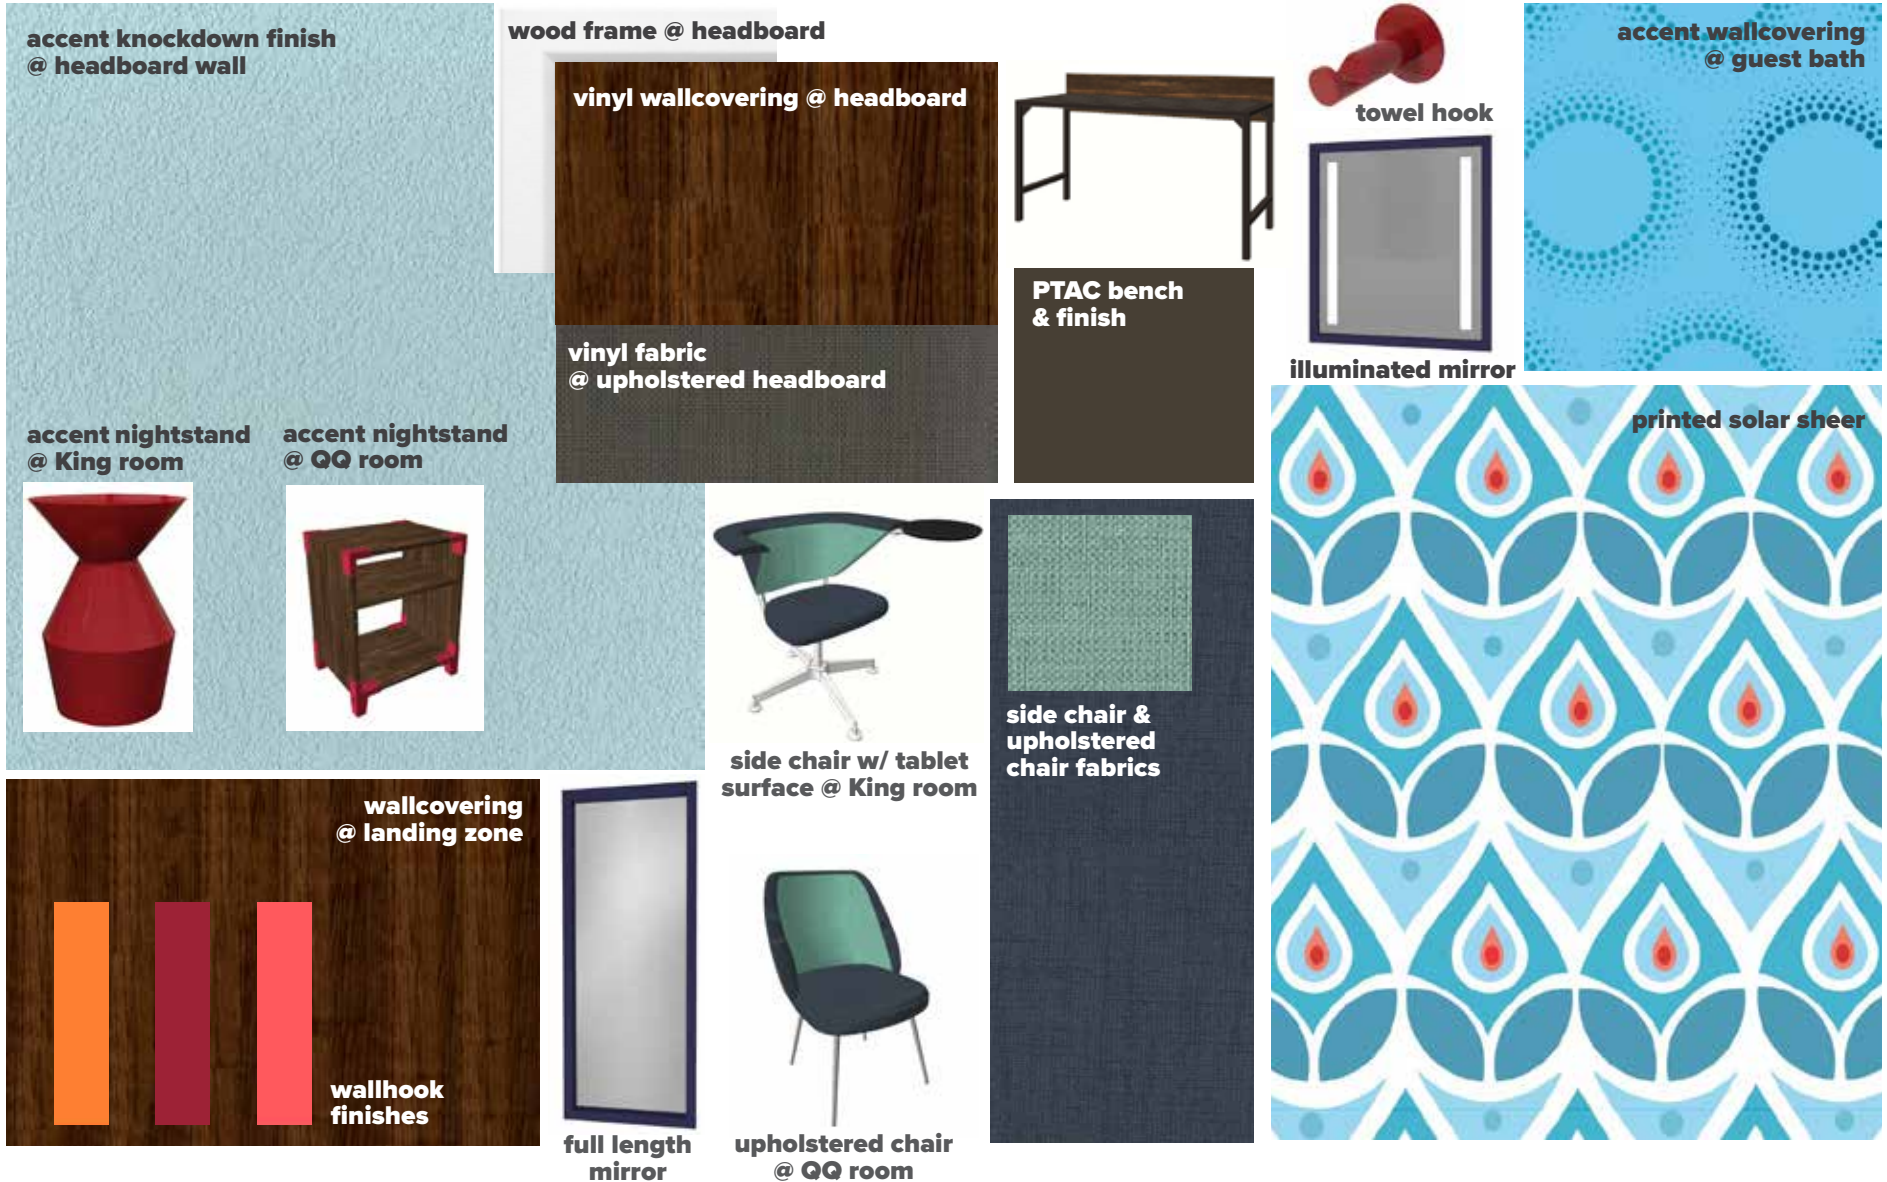 accent knockdown finish
@ headboard wall
wood frame @ headboard
vinyl wallcovering @ headboard
vinyl fabric
@ upholstered headboard
PTAC bench
& finish
towel hook
illuminated mirror
accent wallcovering
@ guest bath
printed solar sheer
accent nightstand
@ King room
accent nightstand
@ QQ room
side chair w/ tablet
surface @ King room
side chair &
upholstered
chair fabrics
wallcovering
@ landing zone
wallhook
finishes
full length
mirror
upholstered chair
@ QQ room